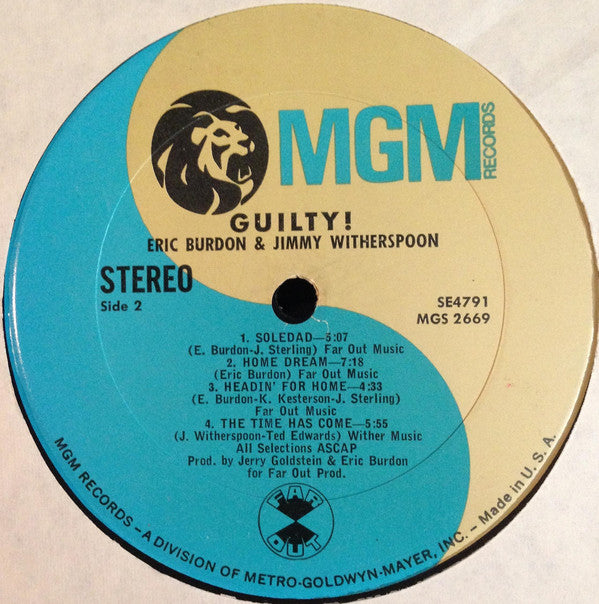 MGM
RECORDS
GUILTY!
ERIC BURDON & JIMMY WITHERSPOON
STEREO
Side 2
SE4791
MGS 2669
1. SOLEDAD—5:07
(E. Burdon-J. Sterling) Far Out Music
2. HOME DREAM—7:18
(Eric Burdon) Far Out Music
3. HEADIN' FOR HOME—4:33
(E. Burdon-K. Kesterson-J. Sterling)
Far Out Music
4. THE TIME HAS COME—5:55
(J. Witherspoon-Ted Edwards) Wither Music
All Selections ASCAP
Prod. by Jerry Goldstein & Eric Burdon
for Far Out Prod.
FAR
OUT
MGM RECORDS – A DIVISION OF METRO-GOLDWYN-MAYER, INC. – Made in U. S. A.